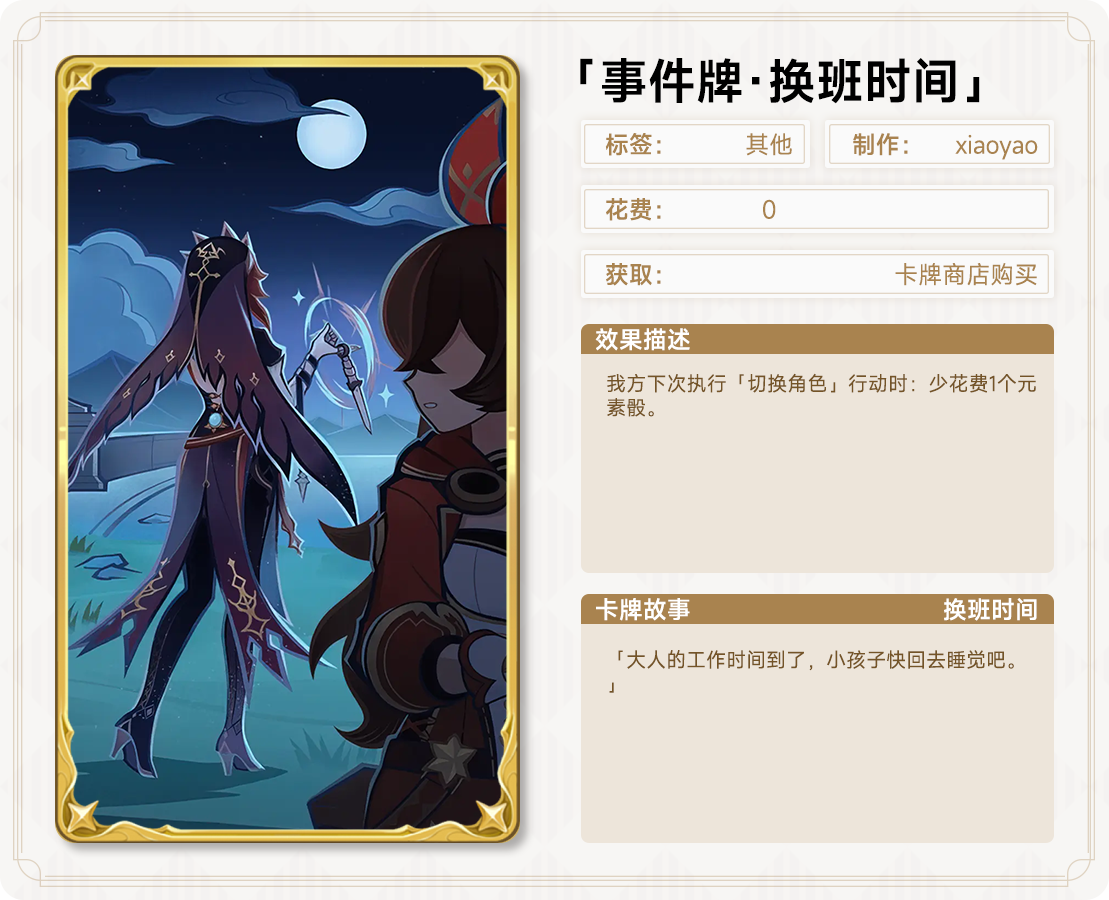 「事件牌·换班时间」
标签： 其他 制作： xiaoyao
花费： 0
获取： 卡牌商店购买
效果描述
我方下次执行「切换角色」行动时：少花费1个元
素骰。
卡牌故事 换班时间
「大人的工作时间到了，小孩子快回去睡觉吧。
」